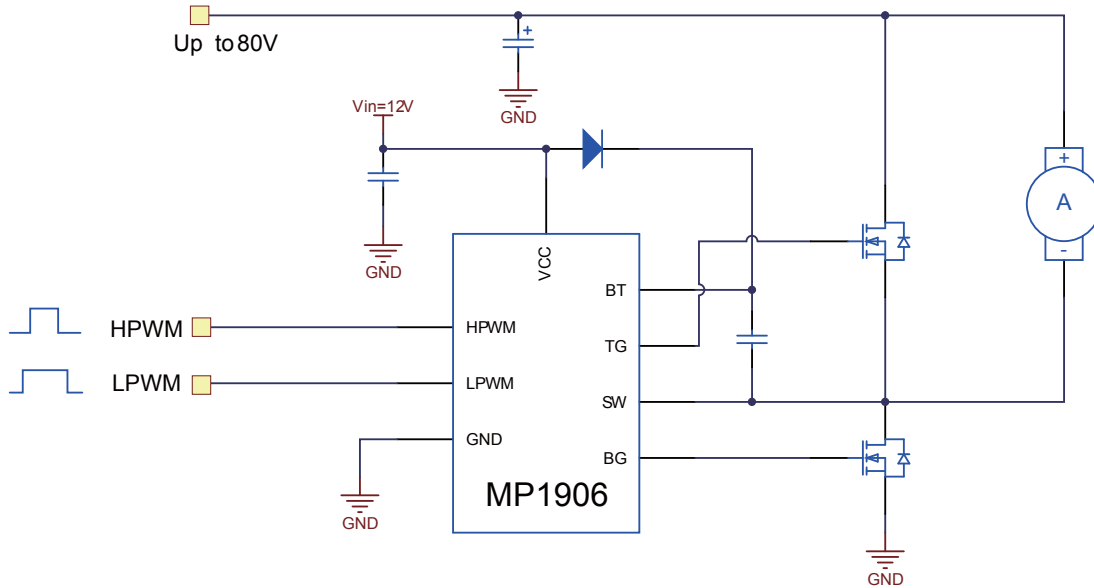 Up to 80V
+
GND
Vin=12V
+
A
-
GND
VCC
BT
HPWM
HPWM
TG
LPWM
LPWM
SW
GND
BG
MP1906
GND
GND